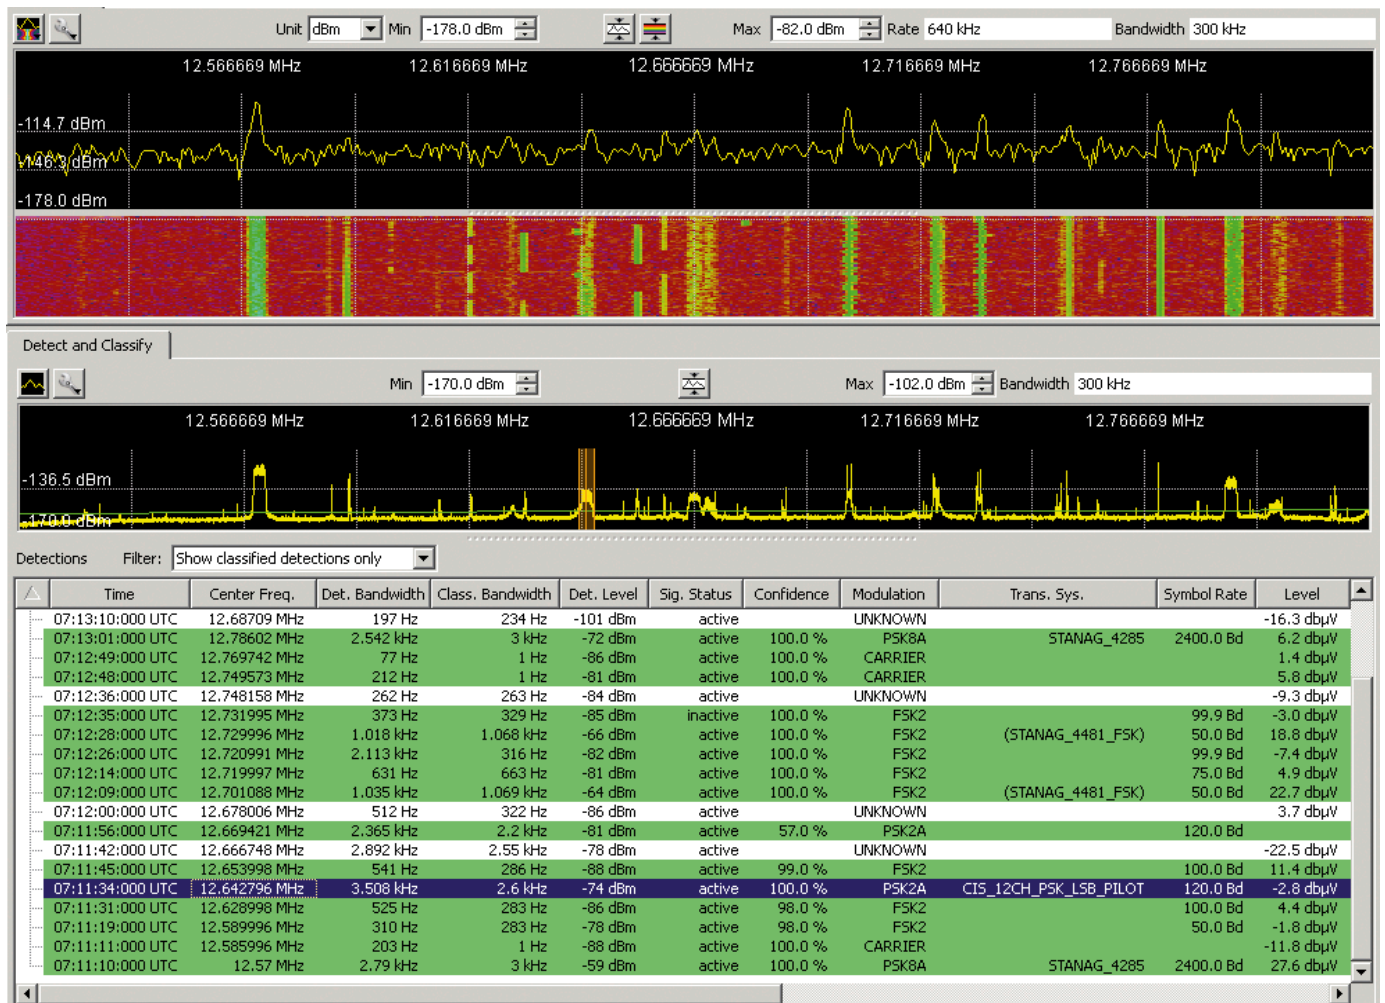 Unit dBm Min -178.0 dBm Max -82.0 dBm Rate 640 kHz Bandwidth 300 kHz
12.566669 MHz 12.616669 MHz 12.666669 MHz 12.716669 MHz 12.766669 MHz
-114.7 dBm
-146.3 dBm
-178.0 dBm
Detect and Classify
Min -170.0 dBm Max -102.0 dBm Bandwidth 300 kHz
12.566669 MHz 12.616669 MHz 12.666669 MHz 12.716669 MHz 12.766669 MHz
-136.5 dBm
-170.0 dBm
Detections Filter: Show classified detections only
Time Center Freq. Det. Bandwidth Class. Bandwidth Det. Level Sig. Status Confidence Modulation Trans. Sys. Symbol Rate Level
07:13:10:000 UTC 12.68709 MHz 197 Hz 234 Hz -101 dBm active UNKNOWN -16.3 dbµV
07:13:01:000 UTC 12.78602 MHz 2.542 kHz 3 kHz -72 dBm active 100.0 % PSK8A STANAG_4285 2400.0 Bd 6.2 dbµV
07:12:49:000 UTC 12.769742 MHz 77 Hz 1 Hz -86 dBm active 100.0 % CARRIER 1.4 dbµV
07:12:48:000 UTC 12.749573 MHz 212 Hz 1 Hz -81 dBm active 100.0 % CARRIER 5.8 dbµV
07:12:36:000 UTC 12.748158 MHz 262 Hz 263 Hz -84 dBm active UNKNOWN -9.3 dbµV
07:12:35:000 UTC 12.731995 MHz 373 Hz 329 Hz -85 dBm inactive 100.0 % FSK2 99.9 Bd -3.0 dbµV
07:12:28:000 UTC 12.729996 MHz 1.018 kHz 1.068 kHz -66 dBm active 100.0 % FSK2 (STANAG_4481_FSK) 50.0 Bd 18.8 dbµV
07:12:26:000 UTC 12.720991 MHz 2.113 kHz 316 Hz -82 dBm active 100.0 % FSK2 99.9 Bd -7.4 dbµV
07:12:14:000 UTC 12.719997 MHz 631 Hz 663 Hz -81 dBm active 100.0 % FSK2 75.0 Bd 4.9 dbµV
07:12:09:000 UTC 12.701088 MHz 1.035 kHz 1.069 kHz -64 dBm active 100.0 % FSK2 (STANAG_4481_FSK) 50.0 Bd 22.7 dbµV
07:12:00:000 UTC 12.678006 MHz 512 Hz 322 Hz -86 dBm active UNKNOWN 3.7 dbµV
07:11:56:000 UTC 12.669421 MHz 2.365 kHz 2.2 kHz -81 dBm active 57.0 % PSK2A 120.0 Bd
07:11:42:000 UTC 12.666748 MHz 2.892 kHz 2.55 kHz -78 dBm active UNKNOWN -22.5 dbµV
07:11:45:000 UTC 12.653998 MHz 541 Hz 286 Hz -88 dBm active 99.0 % FSK2 100.0 Bd 11.4 dbµV
07:11:34:000 UTC 12.642796 MHz 3.508 kHz 2.6 kHz -74 dBm active 100.0 % PSK2A CIS_12CH_PSK_LSB_PILOT 120.0 Bd -2.8 dbµV
07:11:31:000 UTC 12.628998 MHz 525 Hz 283 Hz -86 dBm active 98.0 % FSK2 100.0 Bd 4.4 dbµV
07:11:19:000 UTC 12.589996 MHz 310 Hz 283 Hz -78 dBm active 98.0 % FSK2 50.0 Bd -1.8 dbµV
07:11:11:000 UTC 12.585996 MHz 203 Hz 1 Hz -88 dBm active 100.0 % CARRIER -11.8 dbµV
07:11:10:000 UTC 12.57 MHz 2.79 kHz 3 kHz -59 dBm active 100.0 % PSK8A STANAG_4285 2400.0 Bd 27.6 dbµV